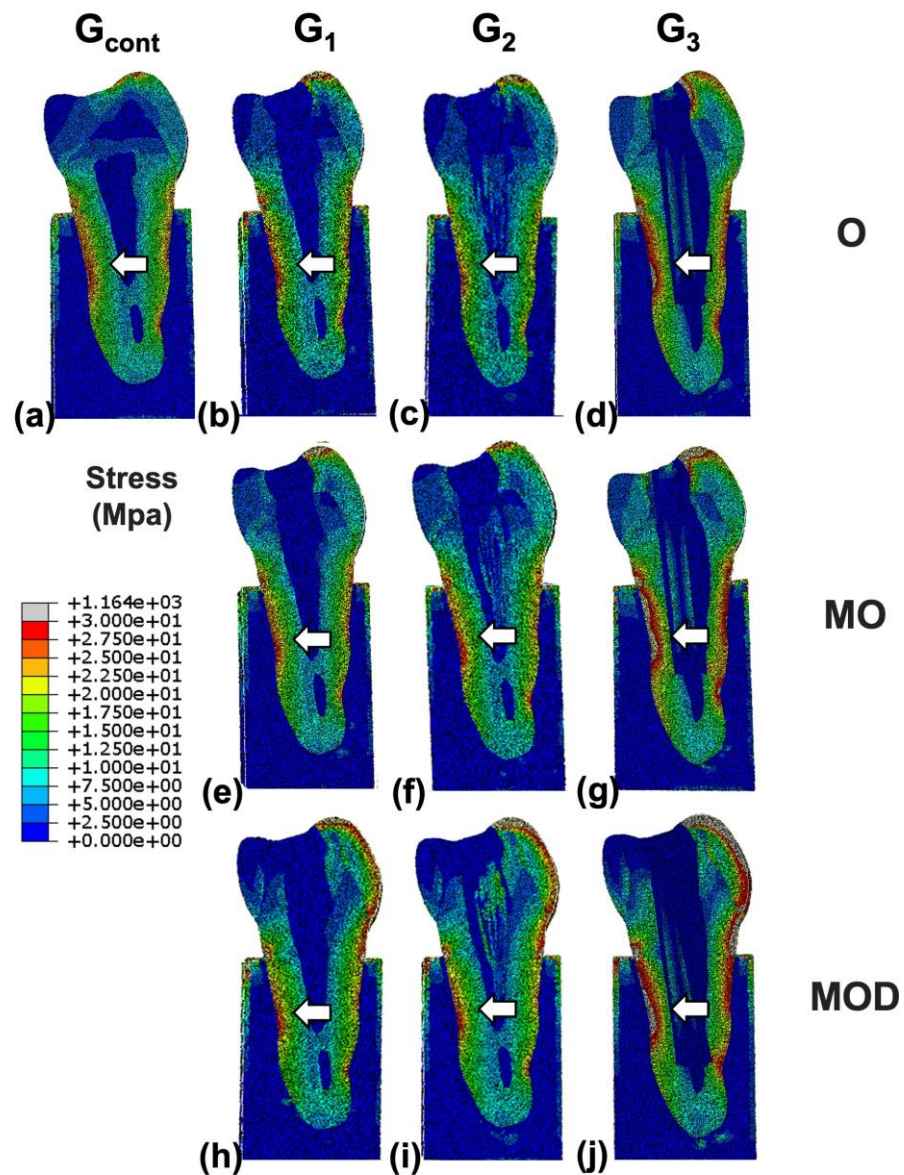 Gcont G1 G2 G3
O
(a) (b) (c) (d)
Stress
(Mpa)
+1.164e+03
+3.000e+01
+2.750e+01
+2.500e+01
+2.250e+01
+2.000e+01
+1.750e+01
+1.500e+01
+1.250e+01
+1.000e+01
+7.500e+00
+5.000e+00
+2.500e+00
+0.000e+00
MO
(e) (f) (g)
MOD
(h) (i) (j)